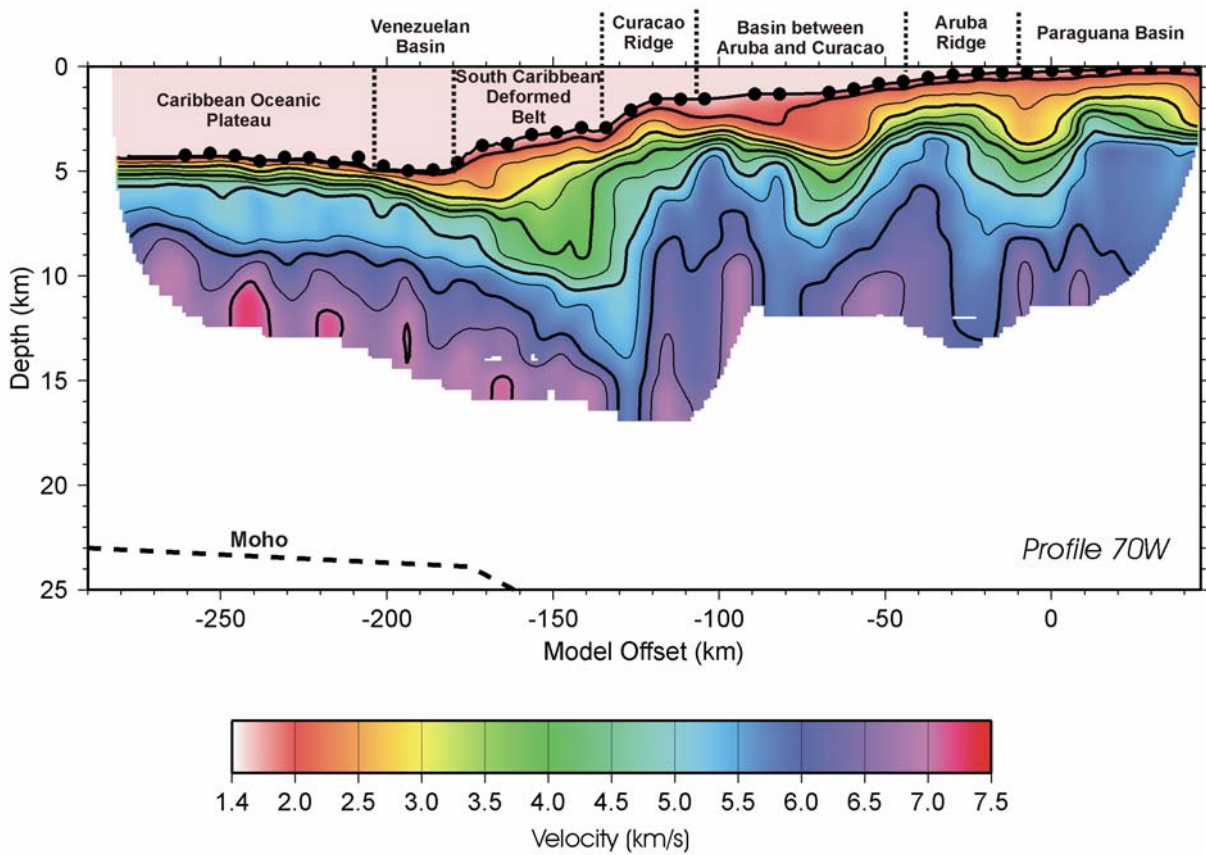 Venezuelan
Basin
Curacao
Ridge
Basin between
Aruba and Curacao
Aruba
Ridge
Paraguana Basin
Caribbean Oceanic
Plateau
South Caribbean
Deformed
Belt
0
5
10
15
20
25
Depth (km)
Moho
Profile 70W
-250
-200
-150
-100
-50
0
Model Offset (km)
1.4
2.0
2.5
3.0
3.5
4.0
4.5
5.0
5.5
6.0
6.5
7.0
7.5
Velocity (km/s)